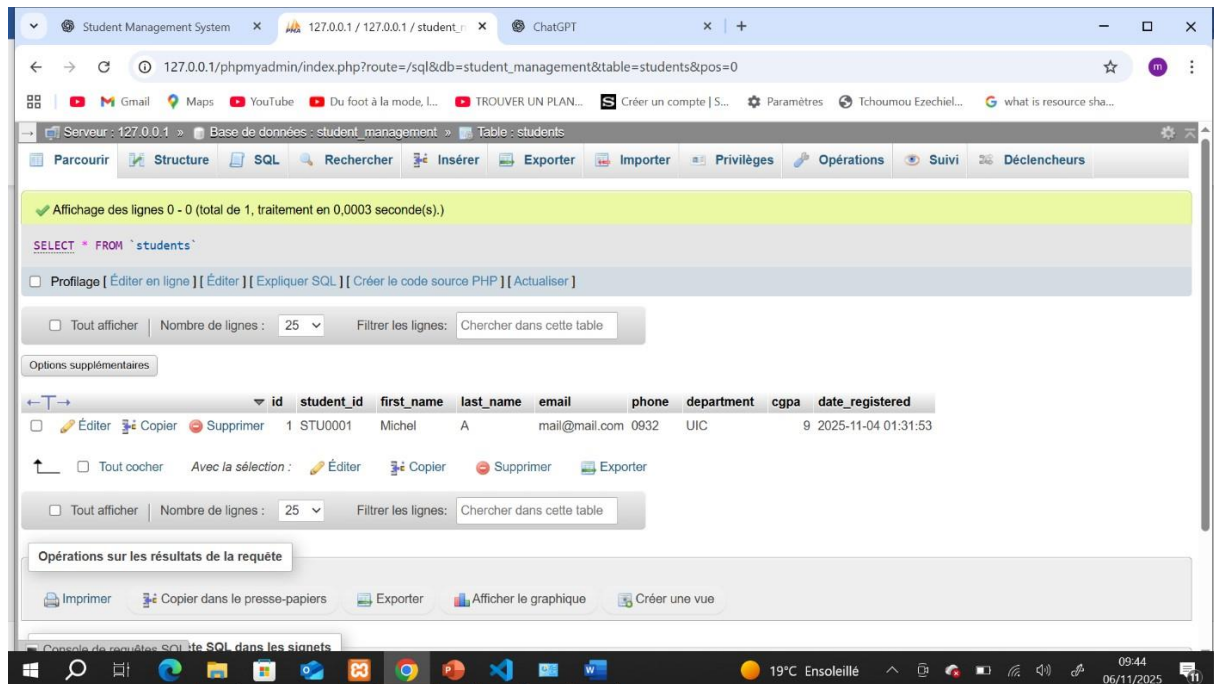 Student Management System 127.0.0.1 / 127.0.0.1 / student_ ChatGPT
127.0.0.1/phpmyadmin/index.php?route=/sql&db=student_management&table=students&pos=0 m
Gmail Maps YouTube Du foot à la mode, l... TROUVER UN PLAN... Créer un compte | S... Paramètres Tchoumou Ezechiel... what is resource sha...
Serveur : 127.0.0.1 » Base de données : student_management » Table : students
Parcourir Structure SQL Rechercher Insérer Exporter Importer Privilèges Opérations Suivi Déclencheurs
Affichage des lignes 0 - 0 (total de 1, traitement en 0,0003 seconde(s).)
SELECT * FROM `students`
Profilage [ Éditer en ligne ] [ Éditer ] [ Expliquer SQL ] [ Créer le code source PHP ] [ Actualiser ]
Tout afficher | Nombre de lignes : 25 Filtrer les lignes: Chercher dans cette table
Options supplémentaires
←T→ id student_id first_name last_name email phone department cgpa date_registered
Éditer Copier Supprimer 1 STU0001 Michel A mail@mail.com 0932 UIC 9 2025-11-04 01:31:53
Tout cocher Avec la sélection : Éditer Copier Supprimer Exporter
Tout afficher | Nombre de lignes : 25 Filtrer les lignes: Chercher dans cette table
Opérations sur les résultats de la requête
Imprimer Copier dans le presse-papiers Exporter Afficher le graphique Créer une vue
Console de requêtes SQL te SQL dans les signets
19°C Ensoleillé 09:44
06/11/2025 11